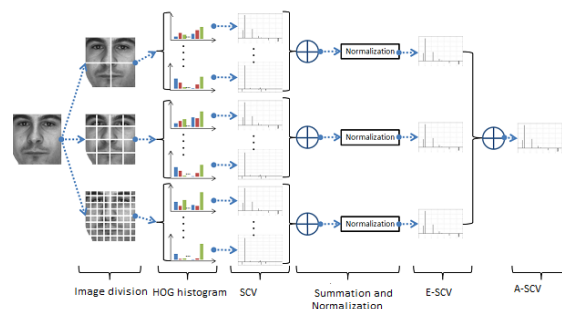 Normalization
Normalization
Normalization
Image division
HOG histogram
SCV
Summation and
Normalization
E-SCV
A-SCV